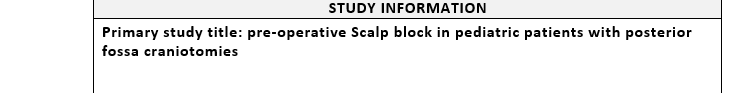 STUDY INFORMATION
Primary study title: pre-operative Scalp block in pediatric patients with posterior
fossa craniotomies